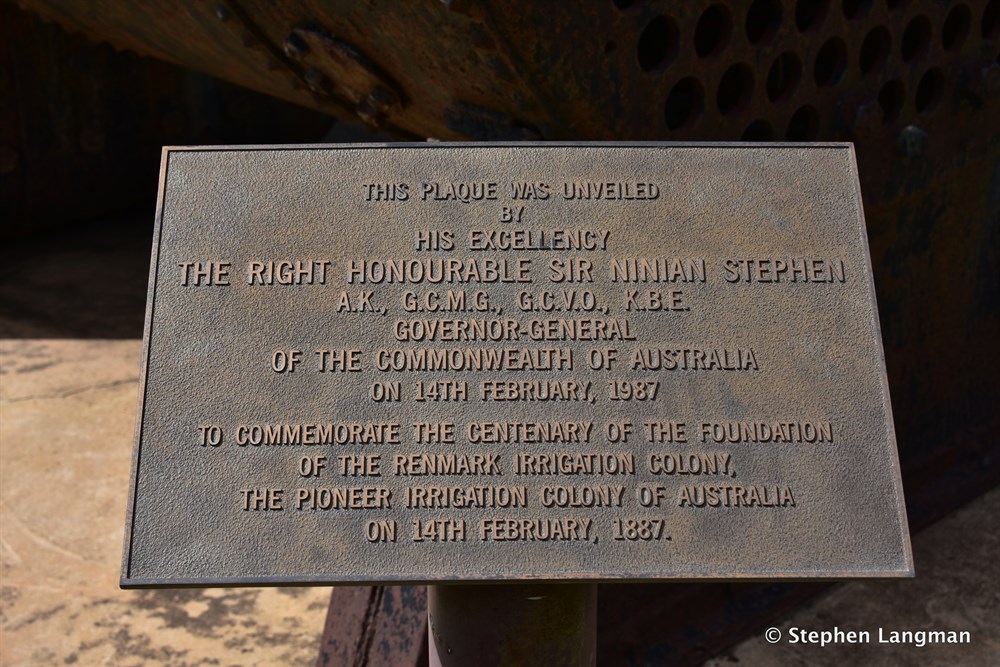 THIS PLAQUE WAS UNVEILED
BY
HIS EXCELLENCY
THE RIGHT HONOURABLE SIR NINIAN STEPHEN
A.K., G.C.M.G., G.C.V.O., K.B.E.
GOVERNOR-GENERAL
OF THE COMMONWEALTH OF AUSTRALIA
ON 14TH FEBRUARY, 1987
TO COMMEMORATE THE CENTENARY OF THE FOUNDATION
OF THE RENMARK IRRIGATION COLONY,
THE PIONEER IRRIGATION COLONY OF AUSTRALIA
ON 14TH FEBRUARY, 1887.
© Stephen Langman